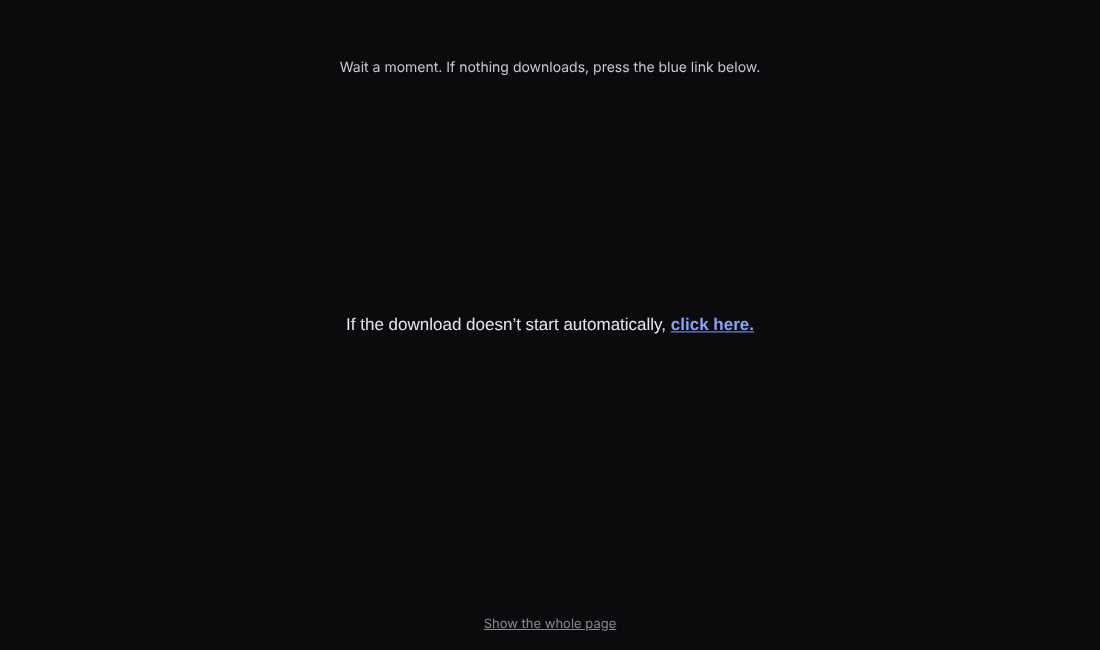 Wait a moment. If nothing downloads, press the blue link below.
If the download doesn’t start automatically, click here.
Show the whole page